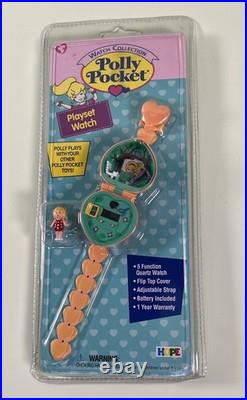 WATCH COLLECTION
Polly
Pocket
Playset
Watch
POLLY PLAYS
WITH YOUR
OTHER
POLLY POCKET
TOYS!
• 5 Function
Quartz Watch
• Flip Top Cover
• Adjustable Strap
• Battery Included
• 1 Year Warranty
WARNING
HOPE